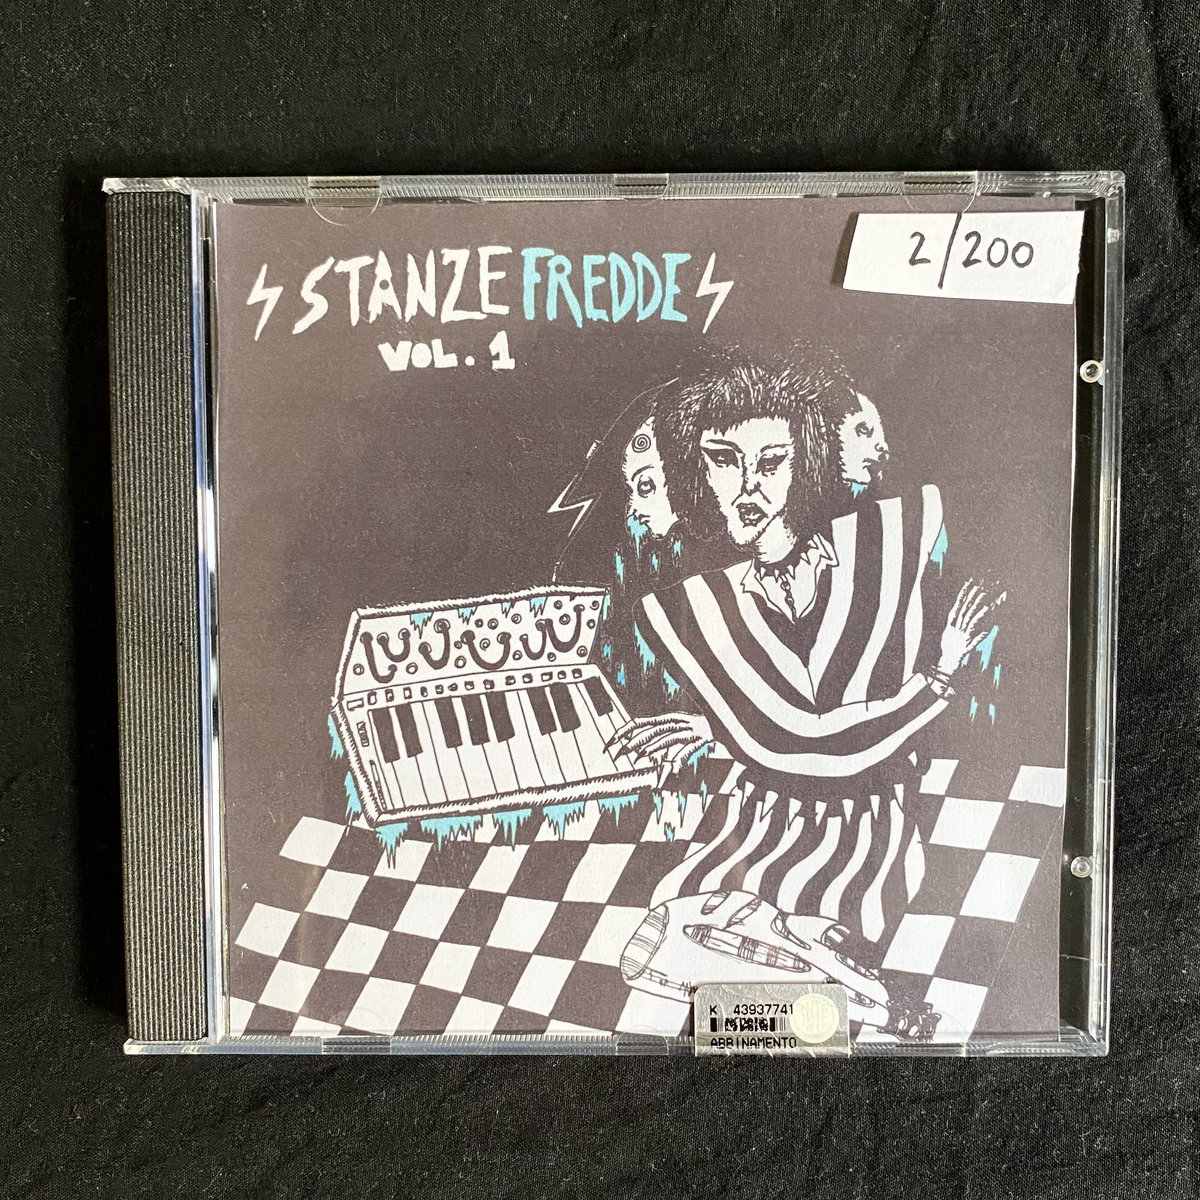 2/200
STANZE FREDDE
VOL. 1
K 43937741
ABBINAMENTO